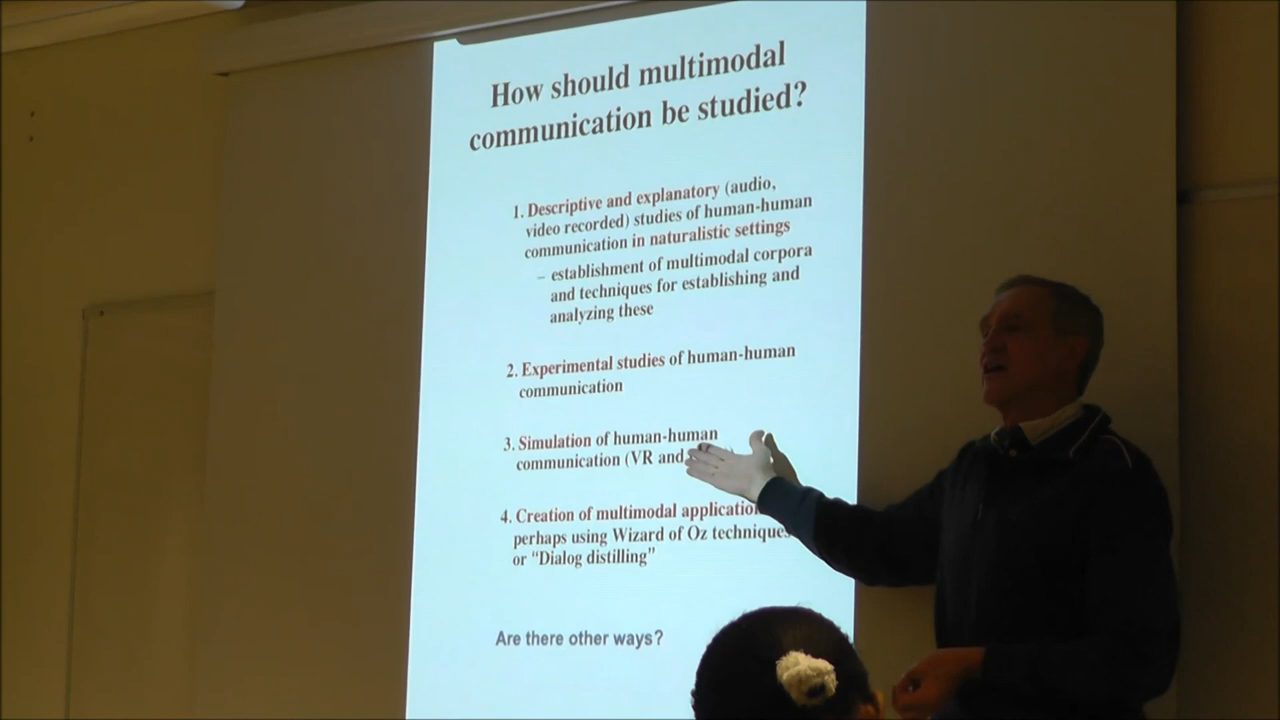 How should multimodal
communication be studied?
1. Descriptive and explanatory (audio,
video recorded) studies of human-human
communication in naturalistic settings
– establishment of multimodal corpora
and techniques for establishing and
analyzing these
2. Experimental studies of human-human
communication
3. Simulation of human-human
communication (VR and
4. Creation of multimodal
perhaps using Wizard of Oz techniques
or “Dialog distilling”
Are there other ways?